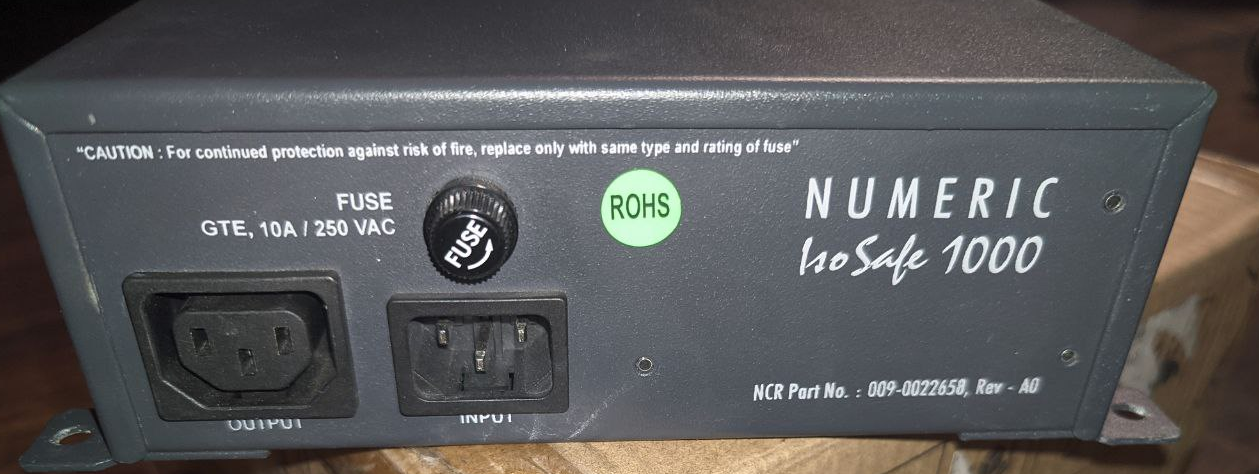 "CAUTION : For continued protection against risk of fire, replace only with same type and rating of fuse"
FUSE
GTE, 10A / 250 VAC
FUSE
ROHS
NUMERIC
IsoSafe 1000
OUTPUT
INPUT
NCR Part No. : 009-0022658, Rev - A0